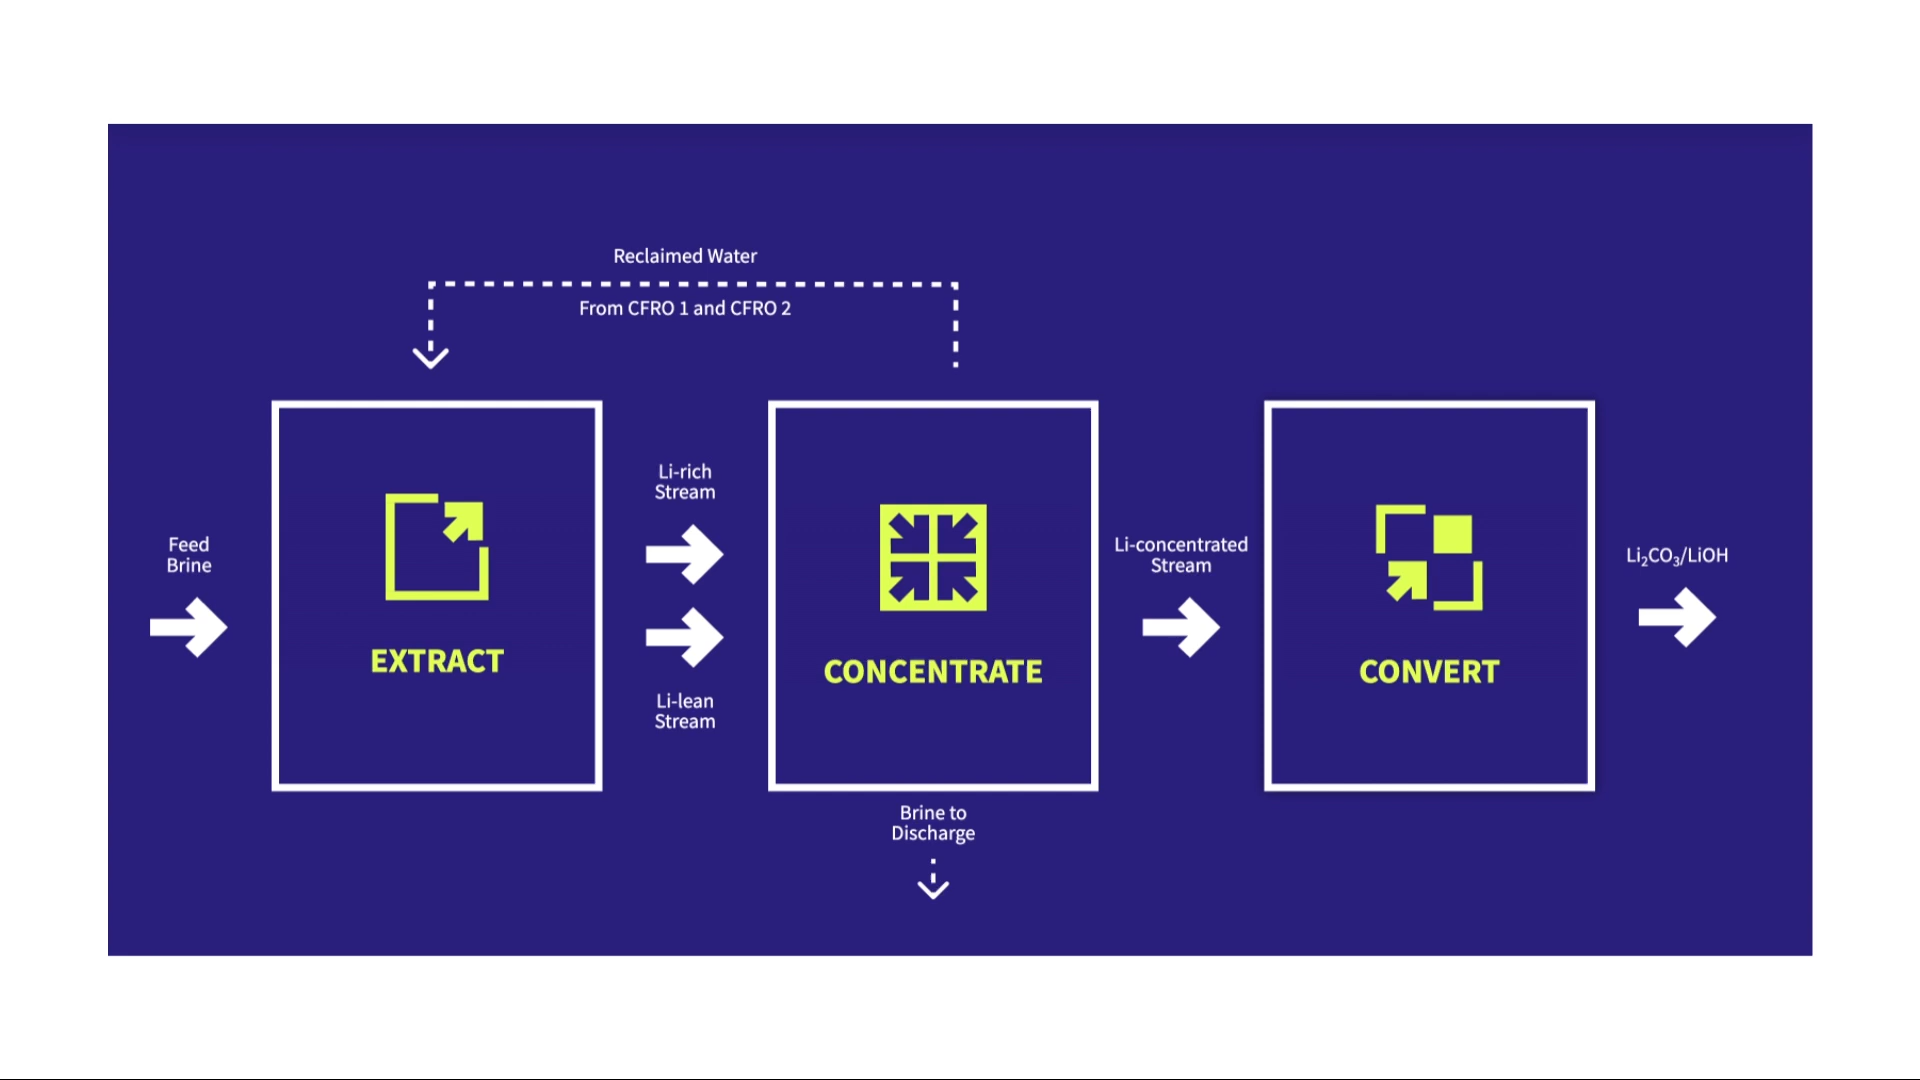 Reclaimed Water
From CFRO 1 and CFRO 2
Feed
Brine
EXTRACT
Li-rich
Stream
Li-lean
Stream
CONCENTRATE
Brine to
Discharge
Li-concentrated
Stream
CONVERT
Li₂CO₃/LiOH